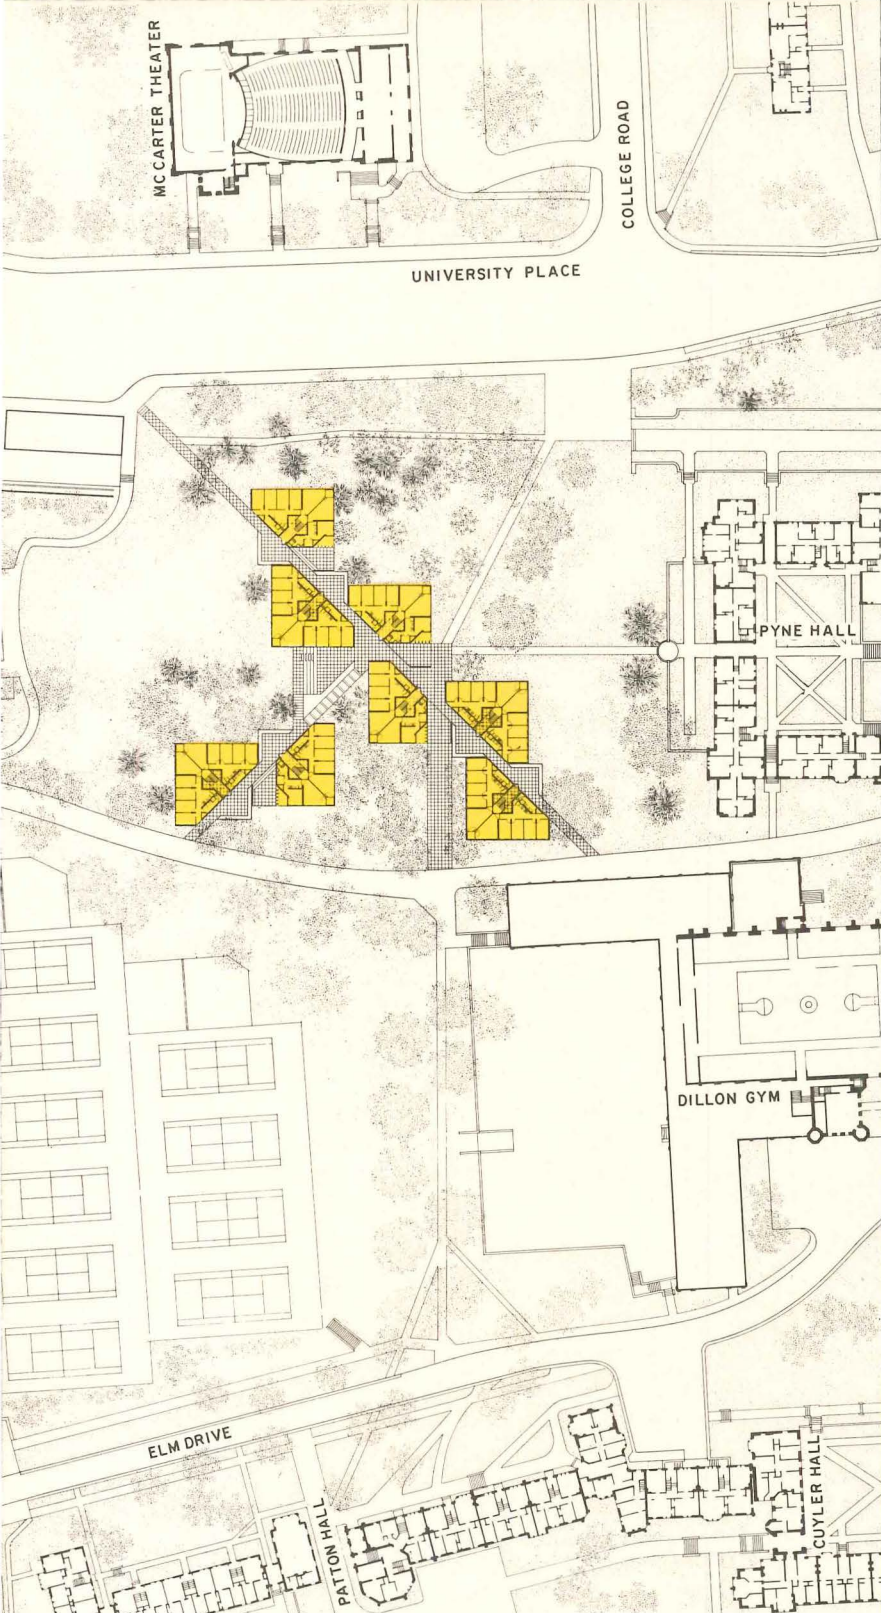 MC CARTER THEATER
COLLEGE ROAD
UNIVERSITY PLACE
PYNE HALL
DILLON GYM
ELM DRIVE
PATTON HALL
CUYLER HALL